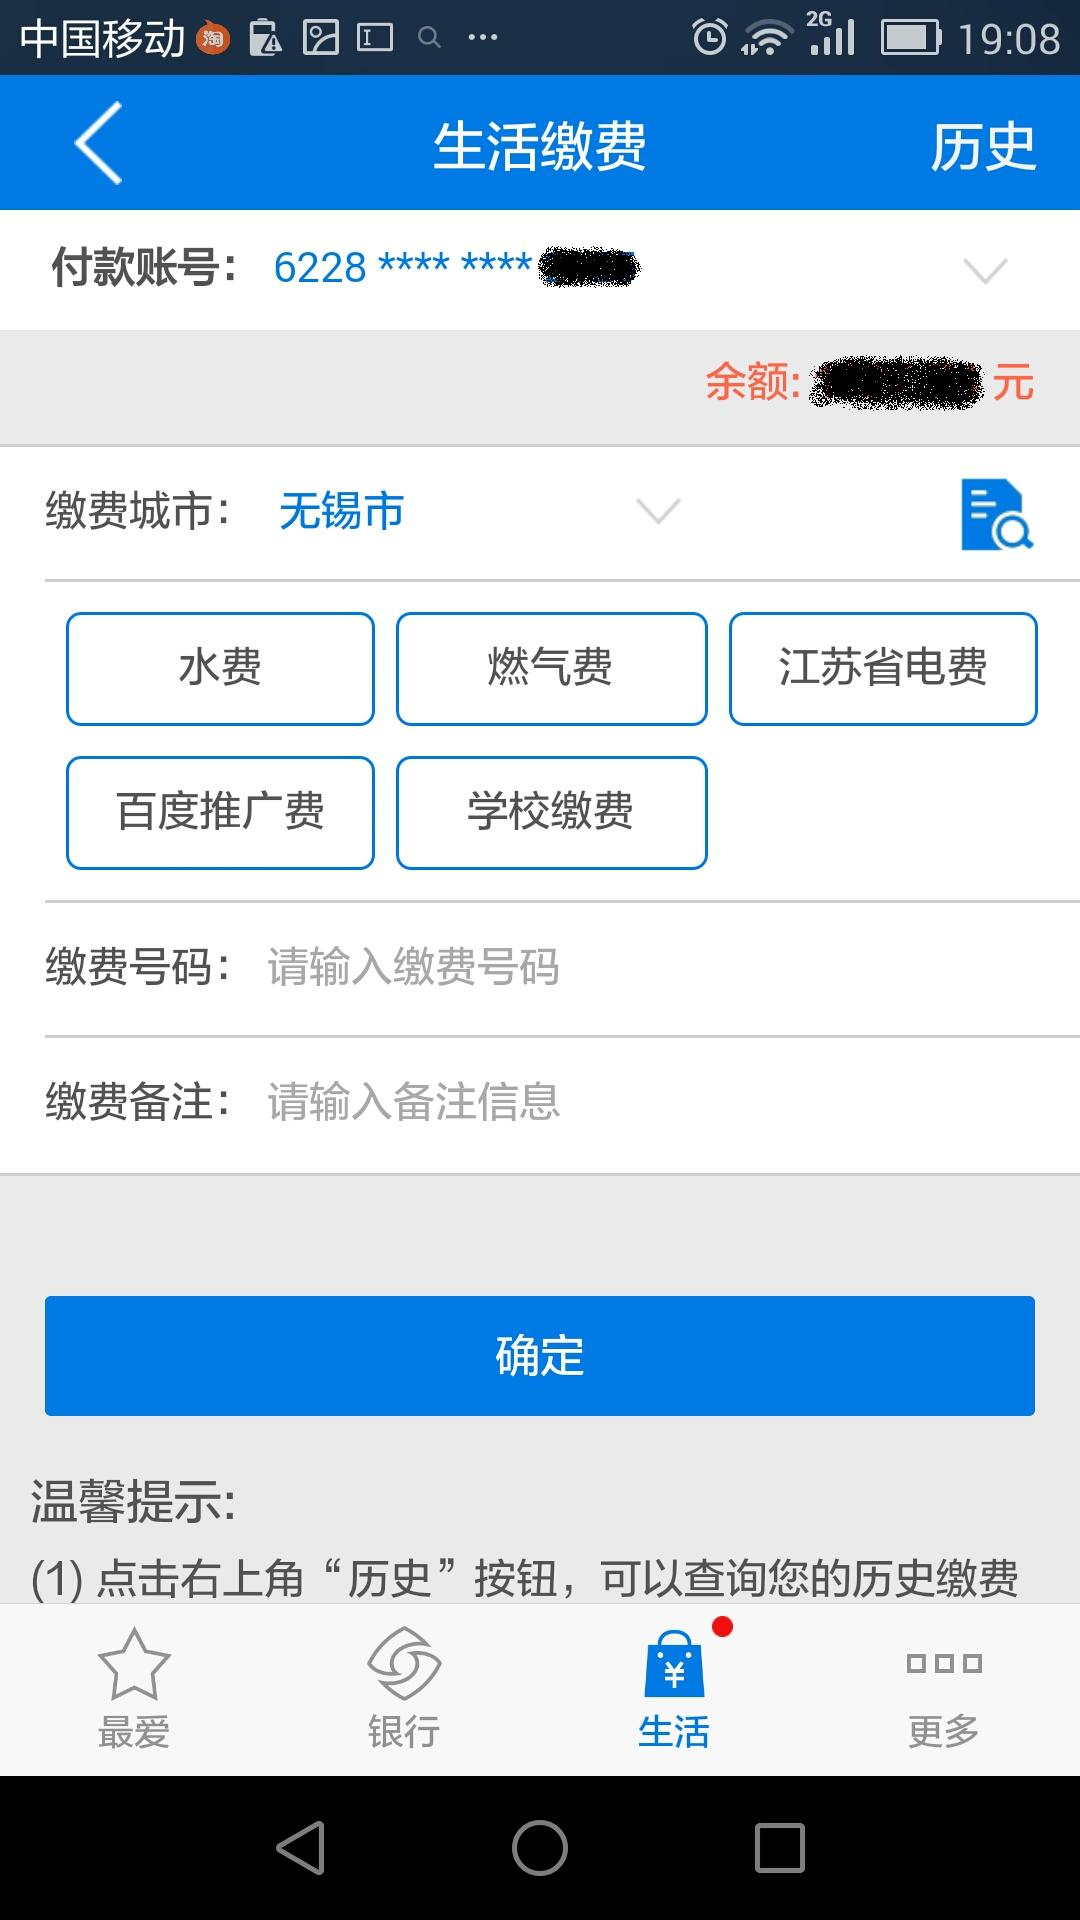 中国移动 淘 2G 19:08
生活缴费 历史
付款账号： 6228 **** ****
余额: 元
缴费城市： 无锡市
水费 燃气费 江苏省电费
百度推广费 学校缴费
缴费号码： 请输入缴费号码
缴费备注： 请输入备注信息
确定
温馨提示:
(1) 点击右上角“历史”按钮，可以查询您的历史缴费
¥
最爱 银行 生活 更多